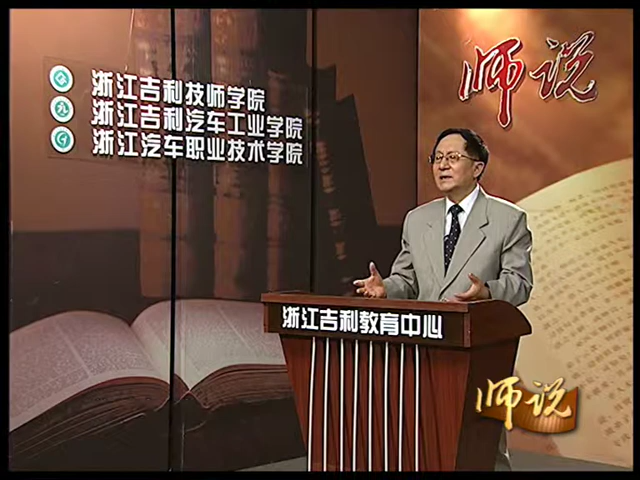 师说
浙江吉利技师学院
浙江吉利汽车工业学院
浙江汽车职业技术学院
浙江吉利教育中心
师说